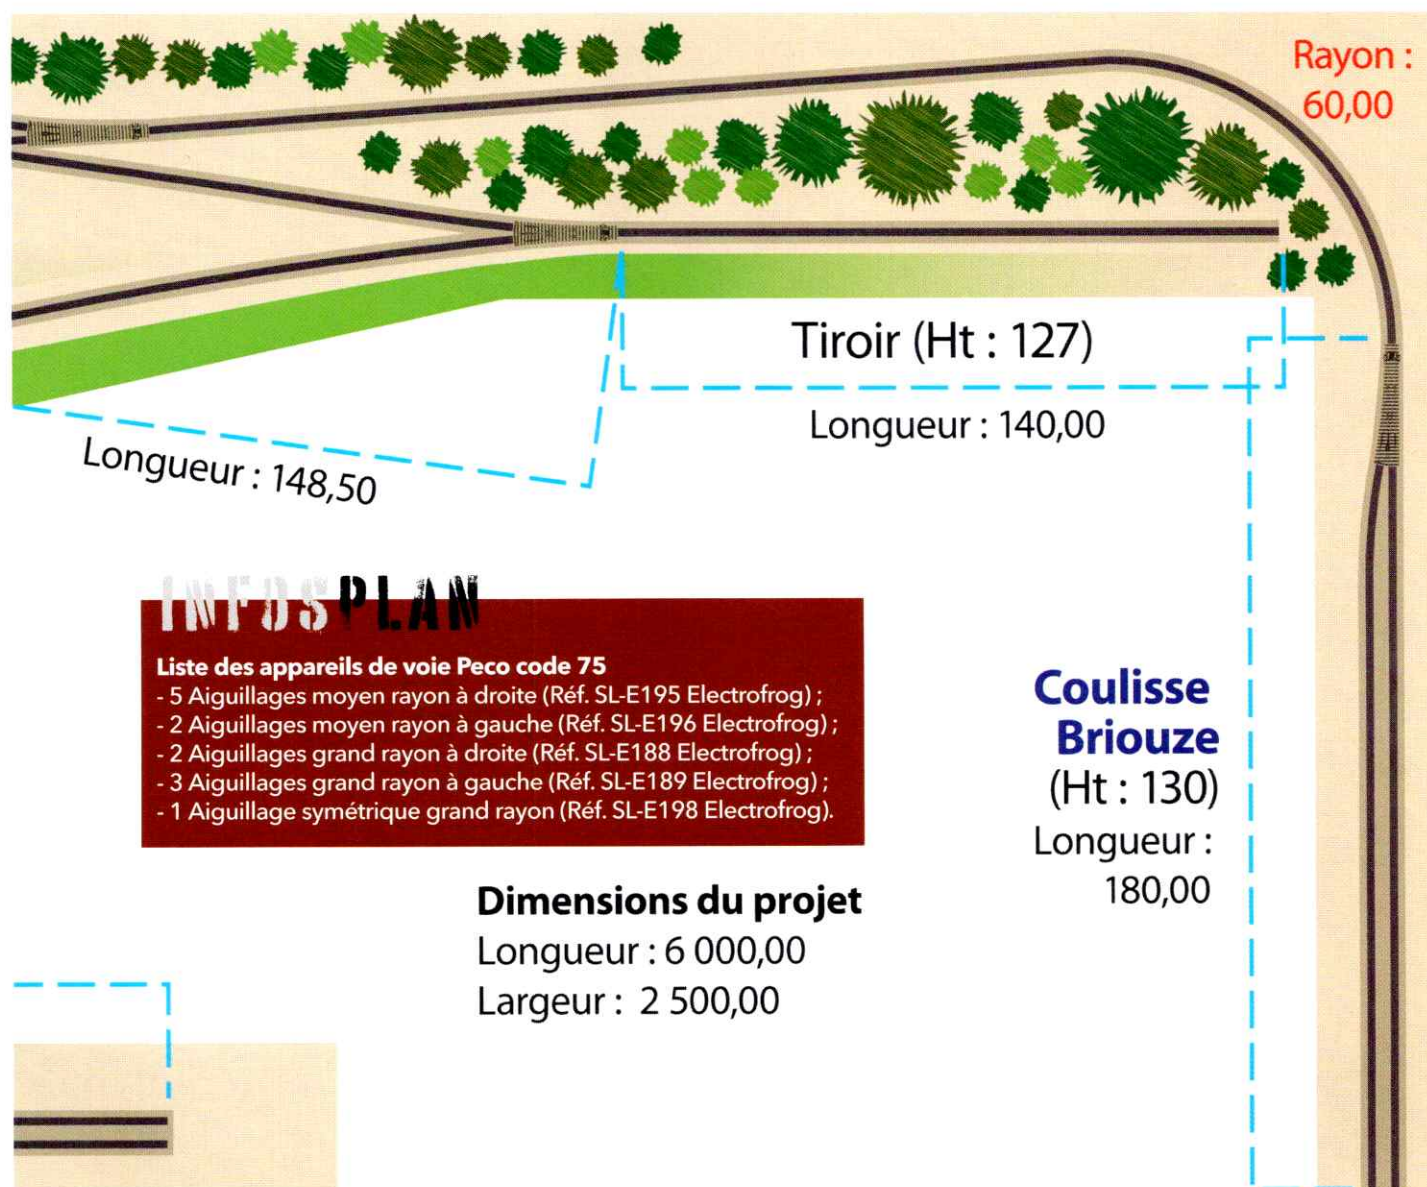 Rayon :
60,00
Tiroir (Ht : 127)
Longueur : 140,00
Longueur : 148,50
INFOSPLAN
Liste des appareils de voie Peco code 75
- 5 Aiguillages moyen rayon à droite (Réf. SL-E195 Electrofrog) ;
- 2 Aiguillages moyen rayon à gauche (Réf. SL-E196 Electrofrog) ;
- 2 Aiguillages grand rayon à droite (Réf. SL-E188 Electrofrog) ;
- 3 Aiguillages grand rayon à gauche (Réf. SL-E189 Electrofrog) ;
- 1 Aiguillage symétrique grand rayon (Réf. SL-E198 Electrofrog).
Coulisse
Briouze
(Ht : 130)
Longueur :
180,00
Dimensions du projet
Longueur : 6 000,00
Largeur : 2 500,00